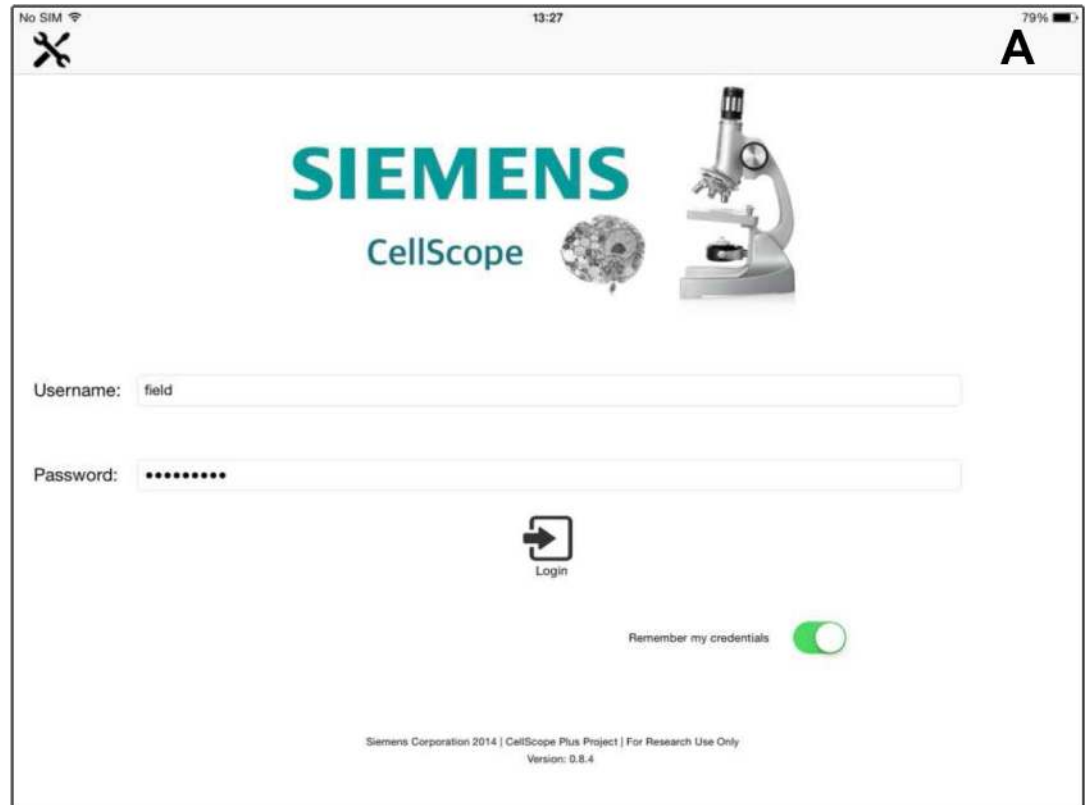 No SIM 13:27 79%
A
SIEMENS
CellScope
Username: field
Password: •••••••••
Login
Remember my credentials
Siemens Corporation 2014 | CellScope Plus Project | For Research Use Only
Version: 0.8.4